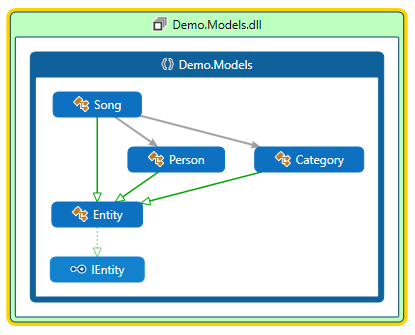 Demo.Models.dll
Demo.Models
Song
Person
Category
Entity
IEntity